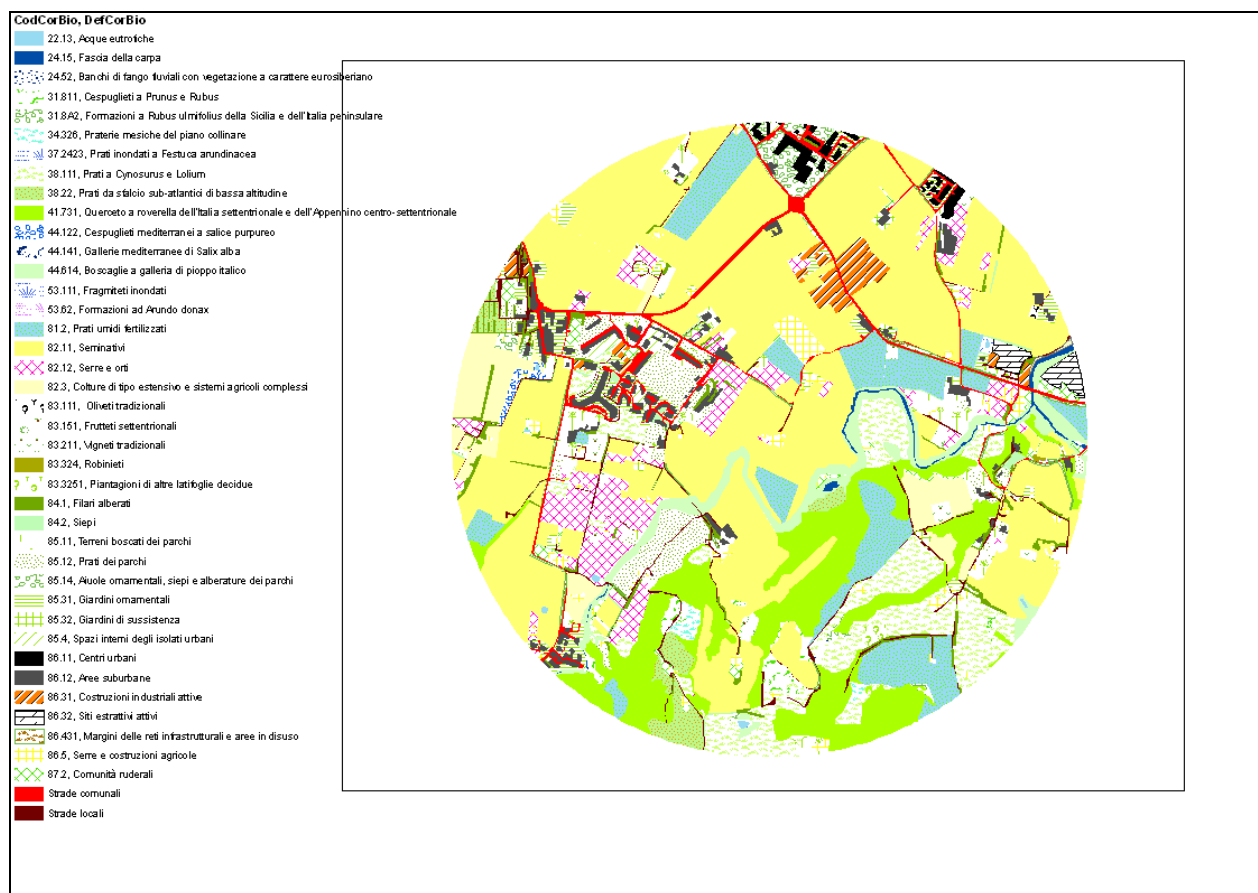 CodCorBio, DefCorBio
22.13, Acque eutrofiche
24.15, Fascia della carpa
24.52, Banchi di fango fluviali con vegetazione a carattere eurosiberiano
31.811, Cespuglieti a Prunus e Rubus
31.8A2, Formazioni a Rubus ulmifolius della Sicilia e dell'Italia peninsulare
34.326, Praterie mesiche del piano collinare
37.2423, Prati inondati a Festuca arundinacea
38.111, Prati a Cynosurus e Lolium
38.22, Prati da sfalcio sub-atlantici di bassa altitudine
41.731, Querceto a roverella dell'Italia settentrionale e dell'Appennino centro-settentrionale
44.122, Cespuglieti mediterranei a salice purpureo
44.141, Gallerie mediterranee di Salix alba
44.614, Boscaglie a galleria di pioppo italico
53.111, Fragmiteti inondati
53.62, Formazioni ad Arundo donax
81.2, Prati umidi fertilizzati
82.11, Seminativi
82.12, Serre e orti
82.3, Colture di tipo estensivo e sistemi agricoli complessi
83.111, Oliveti tradizionali
83.151, Frutteti settentrionali
83.211, Vigneti tradizionali
83.324, Robinieti
83.3251, Piantagioni di altre latifoglie decidue
84.1, Filari alberati
84.2, Siepi
85.11, Terreni boscati dei parchi
85.12, Prati dei parchi
85.14, Aiuole ornamentali, siepi e alberature dei parchi
85.31, Giardini ornamentali
85.32, Giardini di sussistenza
85.4, Spazi interni degli isolati urbani
86.11, Centri urbani
86.12, Aree suburbane
86.31, Costruzioni industriali attive
86.32, Siti estrattivi attivi
86.431, Margini delle reti infrastrutturali e aree in disuso
86.5, Serre e costruzioni agricole
87.2, Comunità ruderali
Strade comunali
Strade locali